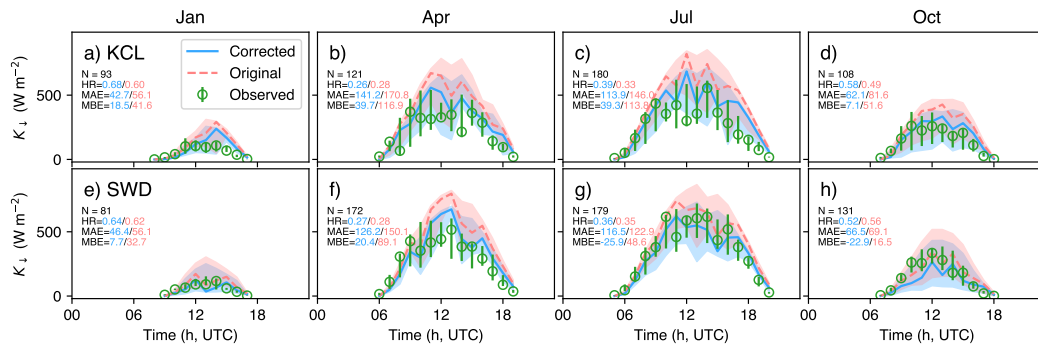 Jan Apr Jul Oct
K↓ (W m−2)
500
0
a) KCL
N = 93
HR=0.68/0.60
MAE=42.7/56.1
MBE=18.5/41.6
Corrected
Original
Observed
b)
N = 121
HR=0.26/0.28
MAE=141.2/170.8
MBE=39.7/116.9
c)
N = 180
HR=0.39/0.33
MAE=113.9/146.0
MBE=39.3/113.8
d)
N = 108
HR=0.58/0.49
MAE=62.1/81.6
MBE=7.1/51.6
K↓ (W m−2)
500
0
e) SWD
N = 81
HR=0.64/0.62
MAE=46.4/56.1
MBE=7.7/32.7
f)
N = 172
HR=0.27/0.28
MAE=126.2/150.1
MBE=20.4/89.1
g)
N = 179
HR=0.36/0.35
MAE=116.5/122.9
MBE=-25.9/48.6
h)
N = 131
HR=0.52/0.56
MAE=66.5/69.1
MBE=-22.9/16.5
00 06 12 18 00 06 12 18 00 06 12 18 00 06 12 18
Time (h, UTC) Time (h, UTC) Time (h, UTC) Time (h, UTC)